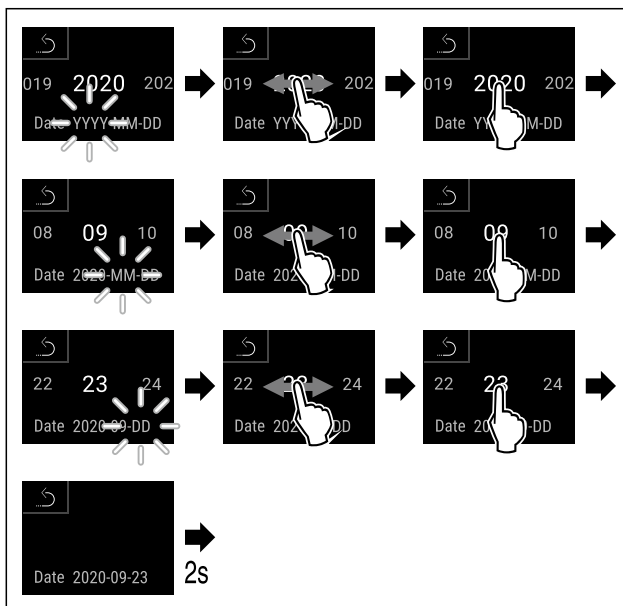 019 2020 202
Date YYYY-MM-DD
019 202
Date YYY -DD
019 2020 202
Date YY M-DD
08 09 10
Date 2020-MM-DD
08 10
Date 202 -DD
08 09 10
Date 20 M-DD
22 23 24
Date 2020-09-DD
22 24
Date 202 DD
22 23 24
Date 20 -DD
Date 2020-09-23
2s